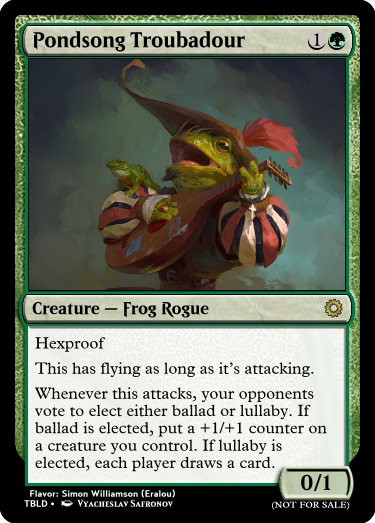 Pondsong Troubadour 1
Creature — Frog Rogue
Hexproof
This has flying as long as it's attacking.
Whenever this attacks, your opponents
vote to elect either ballad or lullaby. If
ballad is elected, put a +1/+1 counter on
a creature you control. If lullaby is
elected, each player draws a card.
0/1
Flavor: Simon Williamson (Eralou)
TBLD • Vyacheslav Safronov
(NOT FOR SALE)